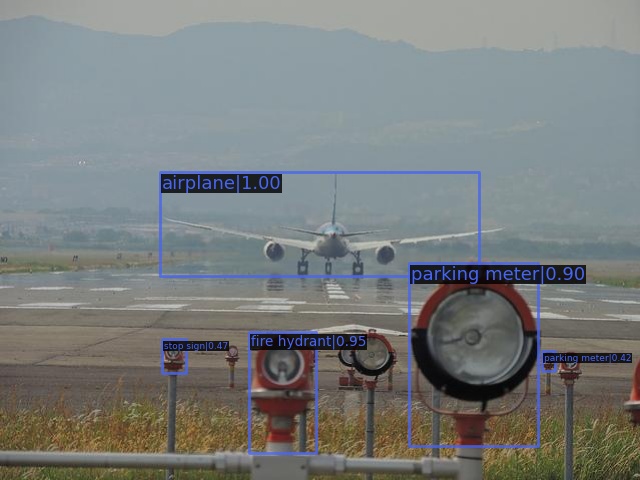 airplane|1.00
parking meter|0.90
fire hydrant|0.95
stop sign|0.47
parking meter|0.42